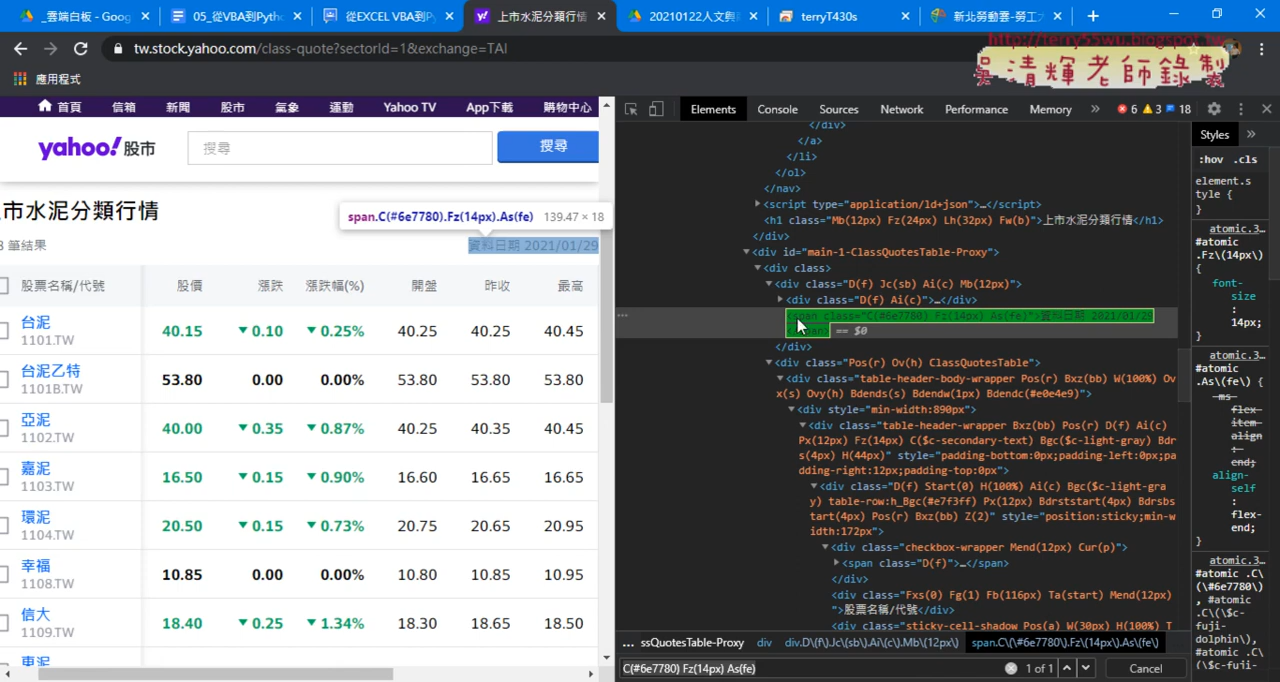 _雲端白板 - Goog
05_從VBA到Pyth
從EXCEL VBA到Py
上市水泥分類行情
20210122人文與
terryT430s
新北勞動雲-勞工大
tw.stock.yahoo.com/class-quote?sectorId=1&exchange=TAI
http://terry55wu.blogspot.tw
吳清輝老師錄製
應用程式
首頁 信箱 新聞 股市 氣象 運動 Yahoo TV App下載 購物中心
yahoo!股市 搜尋 搜尋
市水泥分類行情
span.C(#6e7780).Fz(14px).As(fe) 139.47 × 18
筆結果 資料日期 2021/01/29
股票名稱/代號 股價 漲跌 漲跌幅(%) 開盤 昨收 最高
台泥 40.15 0.10 0.25% 40.25 40.25 40.45
1101.TW
台泥乙特 53.80 0.00 0.00% 53.80 53.80 53.80
1101B.TW
亞泥 40.00 0.35 0.87% 40.25 40.35 40.45
1102.TW
嘉泥 16.50 0.15 0.90% 16.60 16.65 16.65
1103.TW
環泥 20.50 0.15 0.73% 20.75 20.65 20.95
1104.TW
幸福 10.85 0.00 0.00% 10.80 10.85 10.95
1108.TW
信大 18.40 0.25 1.34% 18.30 18.65 18.50
1109.TW
東泥
Elements Console Sources Network Performance Memory » 6 3 18
</div>
</a>
</li>
</ol>
</nav>
<script type="application/ld+json">…</script>
<h1 class="Mb(12px) Fz(24px) Lh(32px) Fw(b)">上市水泥分類行情</h1>
</div>
<div id="main-1-ClassQuotesTable-Proxy">
<div class>
<div class="D(f) Jc(sb) Ai(c) Mb(12px)">
<div class="D(f) Ai(c)">…</div>
<span class="C(#6e7780) Fz(14px) As(fe)">資料日期 2021/01/29
</span> == $0
</div>
<div class="Pos(r) Ov(h) ClassQuotesTable">
<div class="table-header-body-wrapper Pos(r) Bxz(bb) W(100%) Ov
x(s) Ovy(h) Bdends(s) Bdendw(1px) Bdendc(#e0e4e9)">
<div style="min-width:890px">
<div class="table-header-wrapper Bxz(bb) Pos(r) D(f) Ai(c)
Px(12px) Fz(14px) C($c-secondary-text) Bgc($c-light-gray) Bdr
s(4px) H(44px)" style="padding-bottom:0px;padding-left:0px;pa
dding-right:12px;padding-top:0px">
<div class="D(f) Start(0) H(100%) Ai(c) Bgc($c-light-gra
y) table-row:h_Bgc(#e7f3ff) Px(12px) Bdrststart(4px) Bdrsbs
tart(4px) Pos(r) Bxz(bb) Z(2)" style="position:sticky;min-w
idth:172px">
<div class="checkbox-wrapper Mend(12px) Cur(p)">
<span class="D(f)">…</span>
</div>
<div class="Fxs(0) Fg(1) Fb(116px) Ta(start) Mend(12px)
">股票名稱/代號</div>
<div class="sticky-cell-shadow Pos(a) W(30px) H(100%) T
… ssQuotesTable-Proxy div div.D\(f\).Jc\(sb\).Ai\(c\).Mb\(12px\) span.C\(\#6e7780\).Fz\(14px\).As\(fe\)
C(#6e7780) Fz(14px) As(fe) 1 of 1 Cancel
Styles »
:hov .cls
element.s
tyle {
}
atomic.3…
#atomic
.Fz\(14px\)
{
font-
size
:
14px;
}
atomic.3…
#atomic
.As\(fe\) {
-ms-
flex-
item-
align
:
end;
align-
self
:
flex-
end;
}
atomic.3…
#atomic .C\
(\#6e7780\)
, #atomic
.C\(\$c-
fuji-
dolphin\),
#atomic .C\
(\$c-fuji-